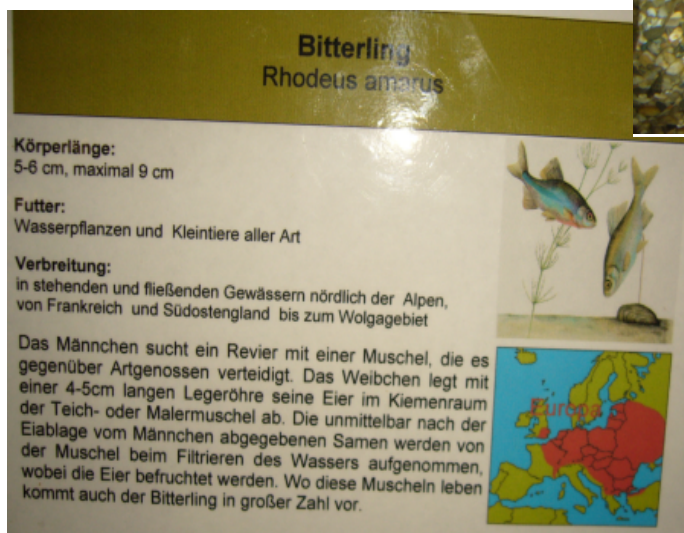 Bitterling
Rhodeus amarus
Körperlänge:
5-6 cm, maximal 9 cm
Futter:
Wasserpflanzen und Kleintiere aller Art
Verbreitung:
in stehenden und fließenden Gewässern nördlich der Alpen,
von Frankreich und Südostengland bis zum Wolgagebiet
Das Männchen sucht ein Revier mit einer Muschel, die es
gegenüber Artgenossen verteidigt. Das Weibchen legt mit
einer 4-5cm langen Legeröhre seine Eier im Kiemenraum
der Teich- oder Malermuschel ab. Die unmittelbar nach der
Eiablage vom Männchen abgegebenen Samen werden von
der Muschel beim Filtrieren des Wassers aufgenommen,
wobei die Eier befruchtet werden. Wo diese Muscheln leben
kommt auch der Bitterling in großer Zahl vor.
Europa